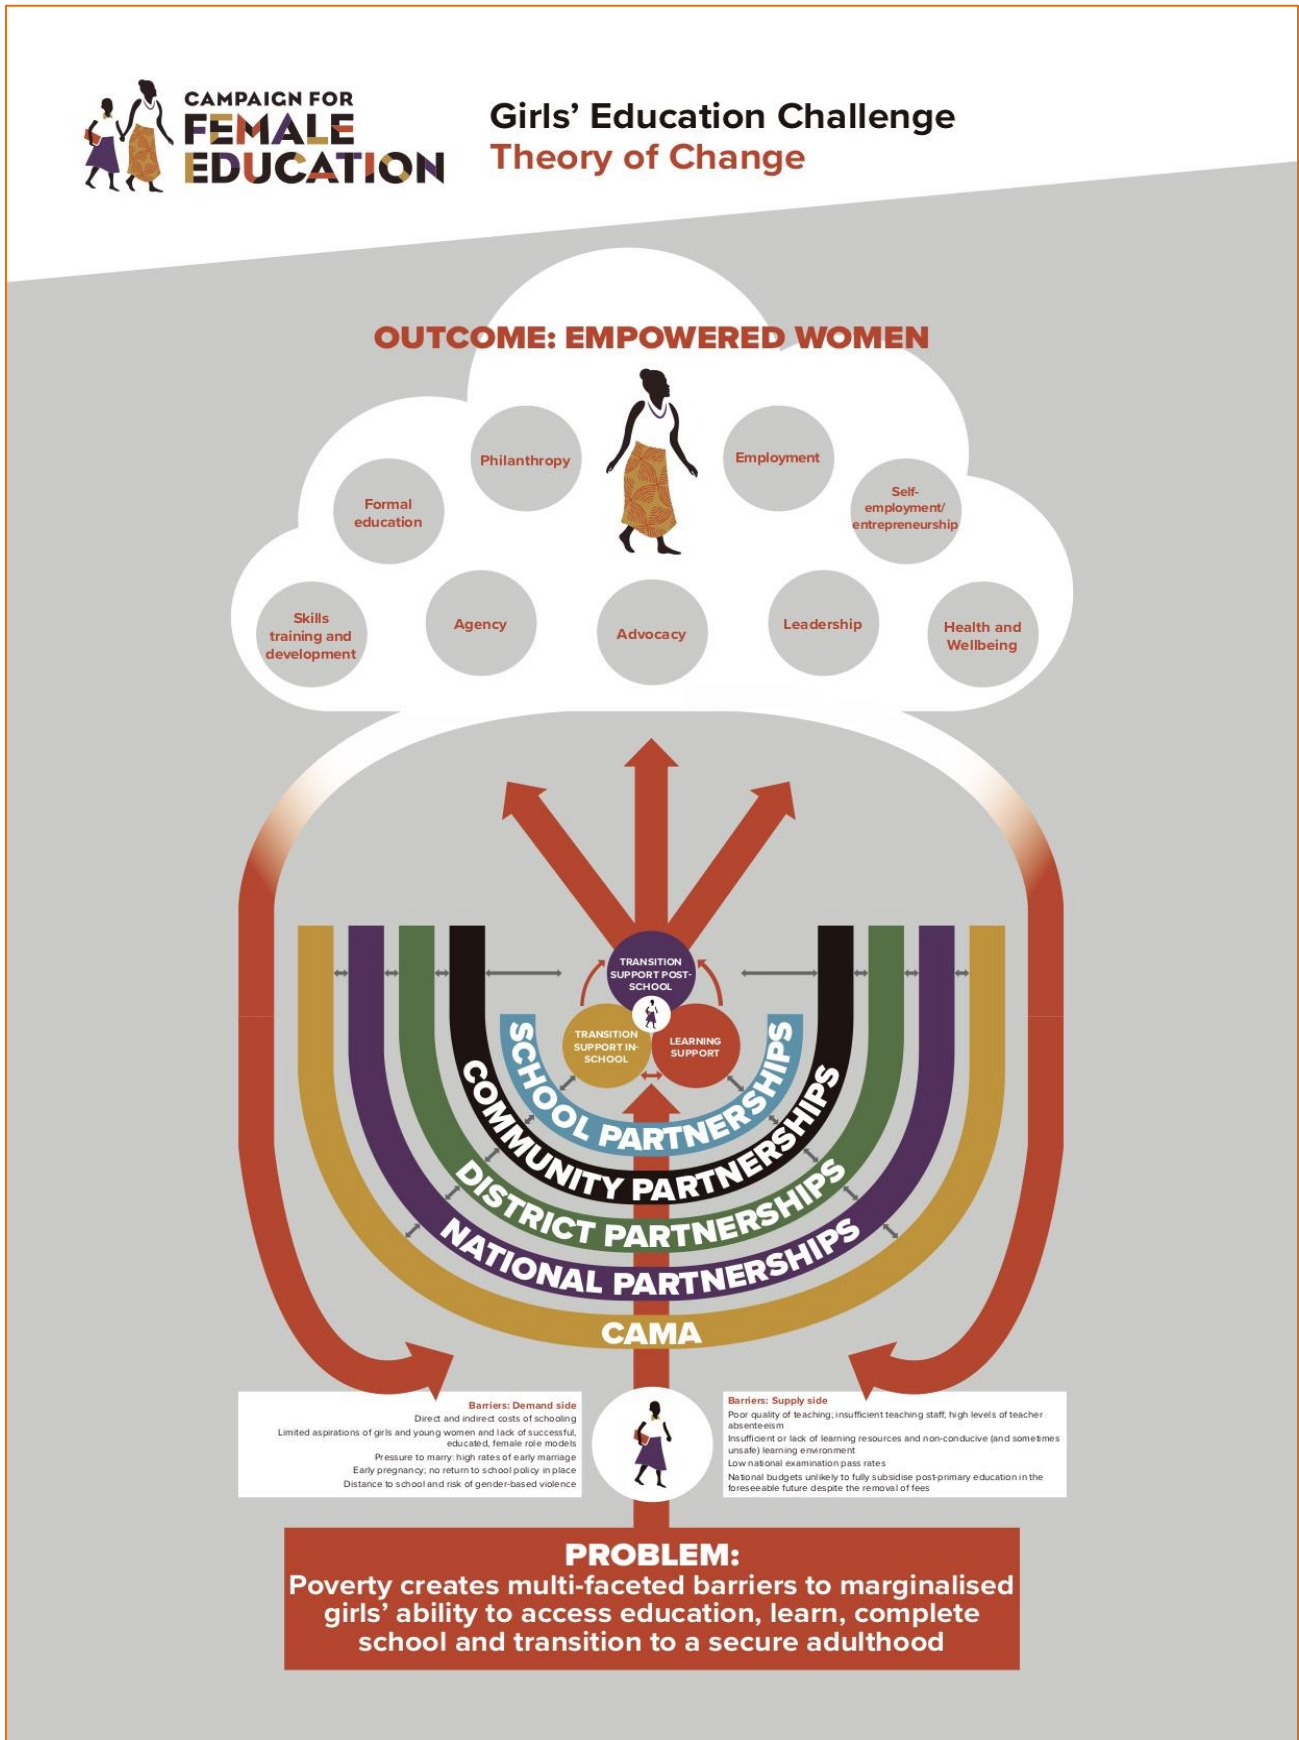 CAMPAIGN FOR
FEMALE
EDUCATION
Girls' Education Challenge
Theory of Change
OUTCOME: EMPOWERED WOMEN
Philanthropy
Employment
Formal
education
Self-
employment/
entrepreneurship
Skills
training and
development
Agency
Advocacy
Leadership
Health and
Wellbeing
TRANSITION
SUPPORT POST-
SCHOOL
TRANSITION
SUPPORT IN-
SCHOOL
LEARNING
SUPPORT
SCHOOL PARTNERSHIPS
COMMUNITY PARTNERSHIPS
DISTRICT PARTNERSHIPS
NATIONAL PARTNERSHIPS
CAMA
Barriers: Demand side
Direct and indirect costs of schooling
Limited aspirations of girls and young women and lack of successful,
educated, female role models
Pressure to marry: high rates of early marriage
Early pregnancy; no return to school policy in place
Distance to school and risk of gender-based violence
Barriers: Supply side
Poor quality of teaching; insufficient teaching staff; high levels of teacher
absenteeism
Insufficient or lack of learning resources and non-conducive (and sometimes
unsafe) learning environment
Low national examination pass rates
National budgets unlikely to fully subsidise post-primary education in the
foreseeable future despite the removal of fees
PROBLEM:
Poverty creates multi-faceted barriers to marginalised
girls' ability to access education, learn, complete
school and transition to a secure adulthood